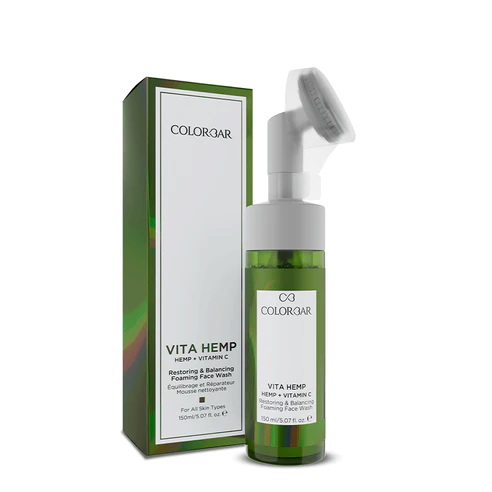 COLORBAR
VITA HEMP
HEMP + VITAMIN C
Restoring & Balancing
Foaming Face Wash
Équilibrage et Réparateur
Mousse nettoyante
For All Skin Types
150ml/5.07 fl. oz. ℮
COLORBAR
VITA HEMP
HEMP + VITAMIN C
Restoring & Balancing
Foaming Face Wash
150 ml/5.07 fl. oz. ℮